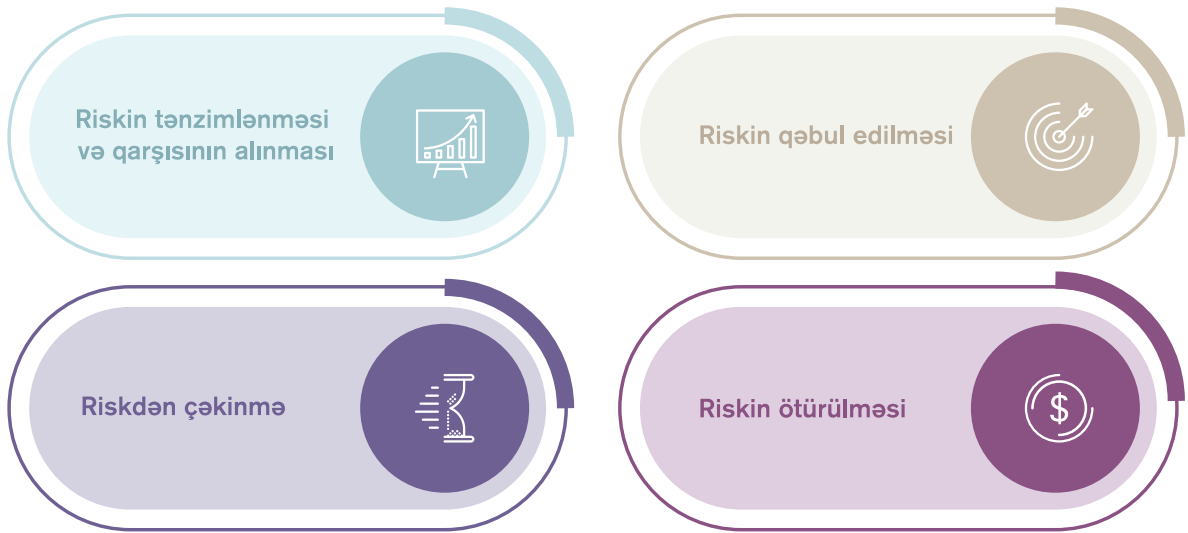 Riskin tənzimlənməsi
və qarşısının alınması
Riskin qəbul edilməsi
Riskdən çəkinmə
Riskin ötürülməsi
$